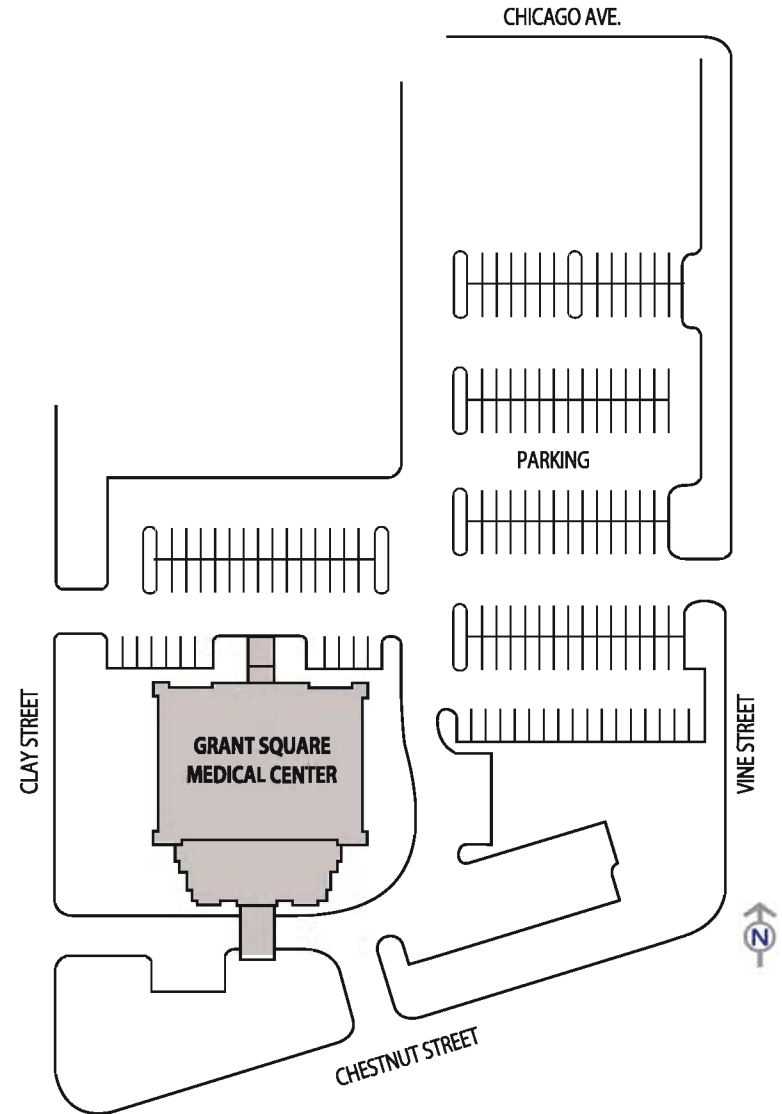 CHICAGO AVE.
PARKING
CLAY STREET
GRANT SQUARE
MEDICAL CENTER
VINE STREET
N
CHESTNUT STREET